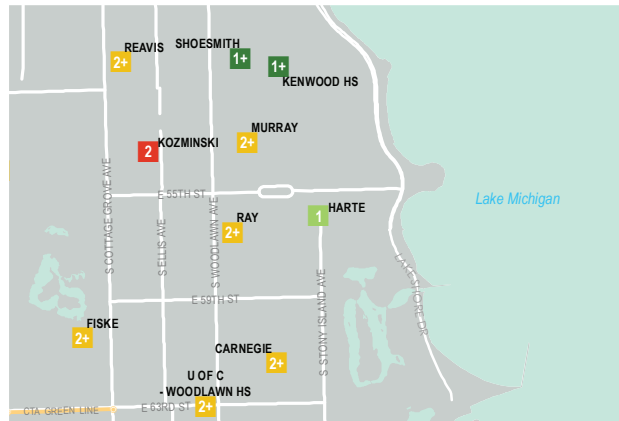 REAVIS
2+
SHOESMITH
1+
1+
KENWOOD HS
MURRAY
2+
KOZMINSKI
2
E 55TH ST
S COTTAGE GROVE AVE
S ELLIS AVE
S WOODLAWN AVE
RAY
2+
HARTE
1
Lake Michigan
LAKE SHORE DR
E 59TH ST
S STONY ISLAND AVE
FISKE
2+
CARNEGIE
2+
U OF C
- WOODLAWN HS
2+
CTA GREEN LINE
E 63RD ST